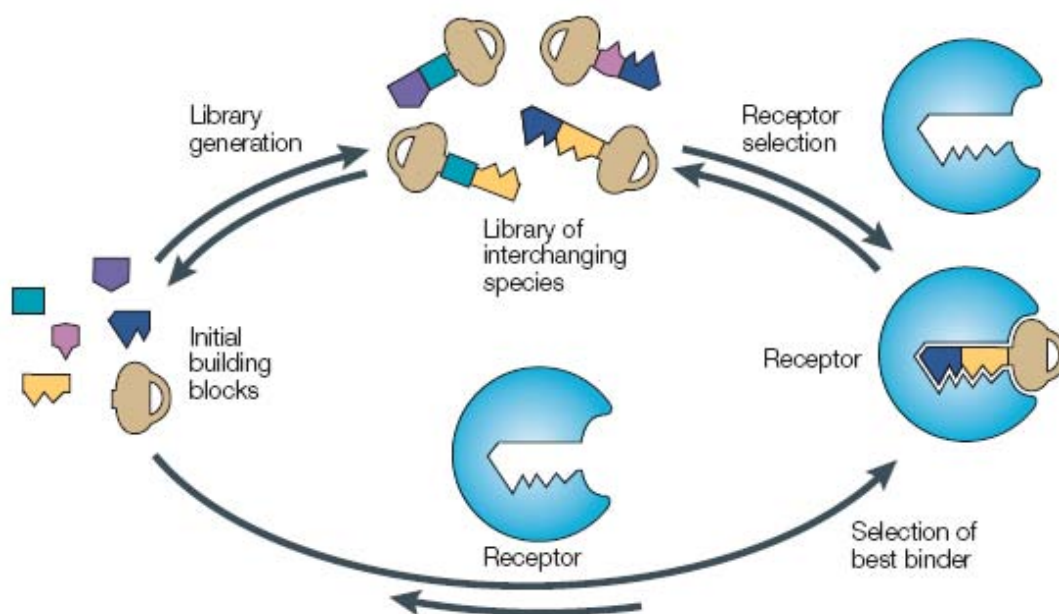 Library
generation
Receptor
selection
Library of
interchanging
species
Initial
building
blocks
Receptor
Receptor
Selection of
best binder